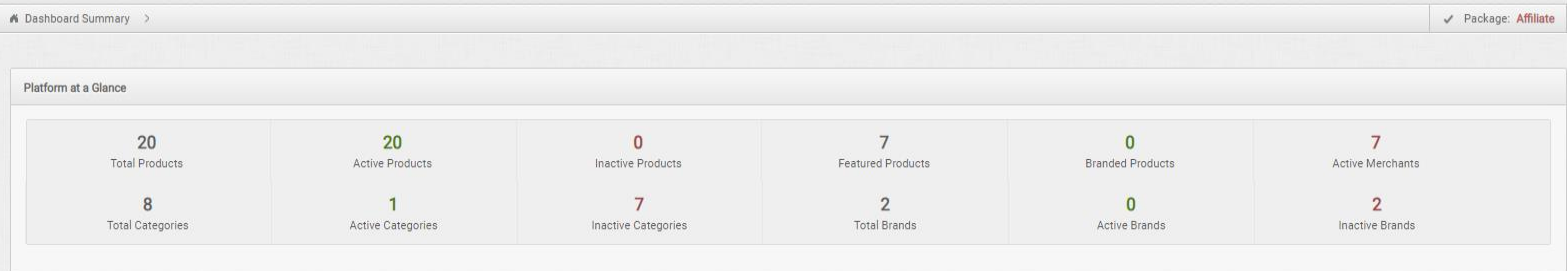 Dashboard Summary
Package: Affiliate
Platform at a Glance
20 20 0 7 0 7
Total Products Active Products Inactive Products Featured Products Branded Products Active Merchants
8 1 7 2 0 2
Total Categories Active Categories Inactive Categories Total Brands Active Brands Inactive Brands